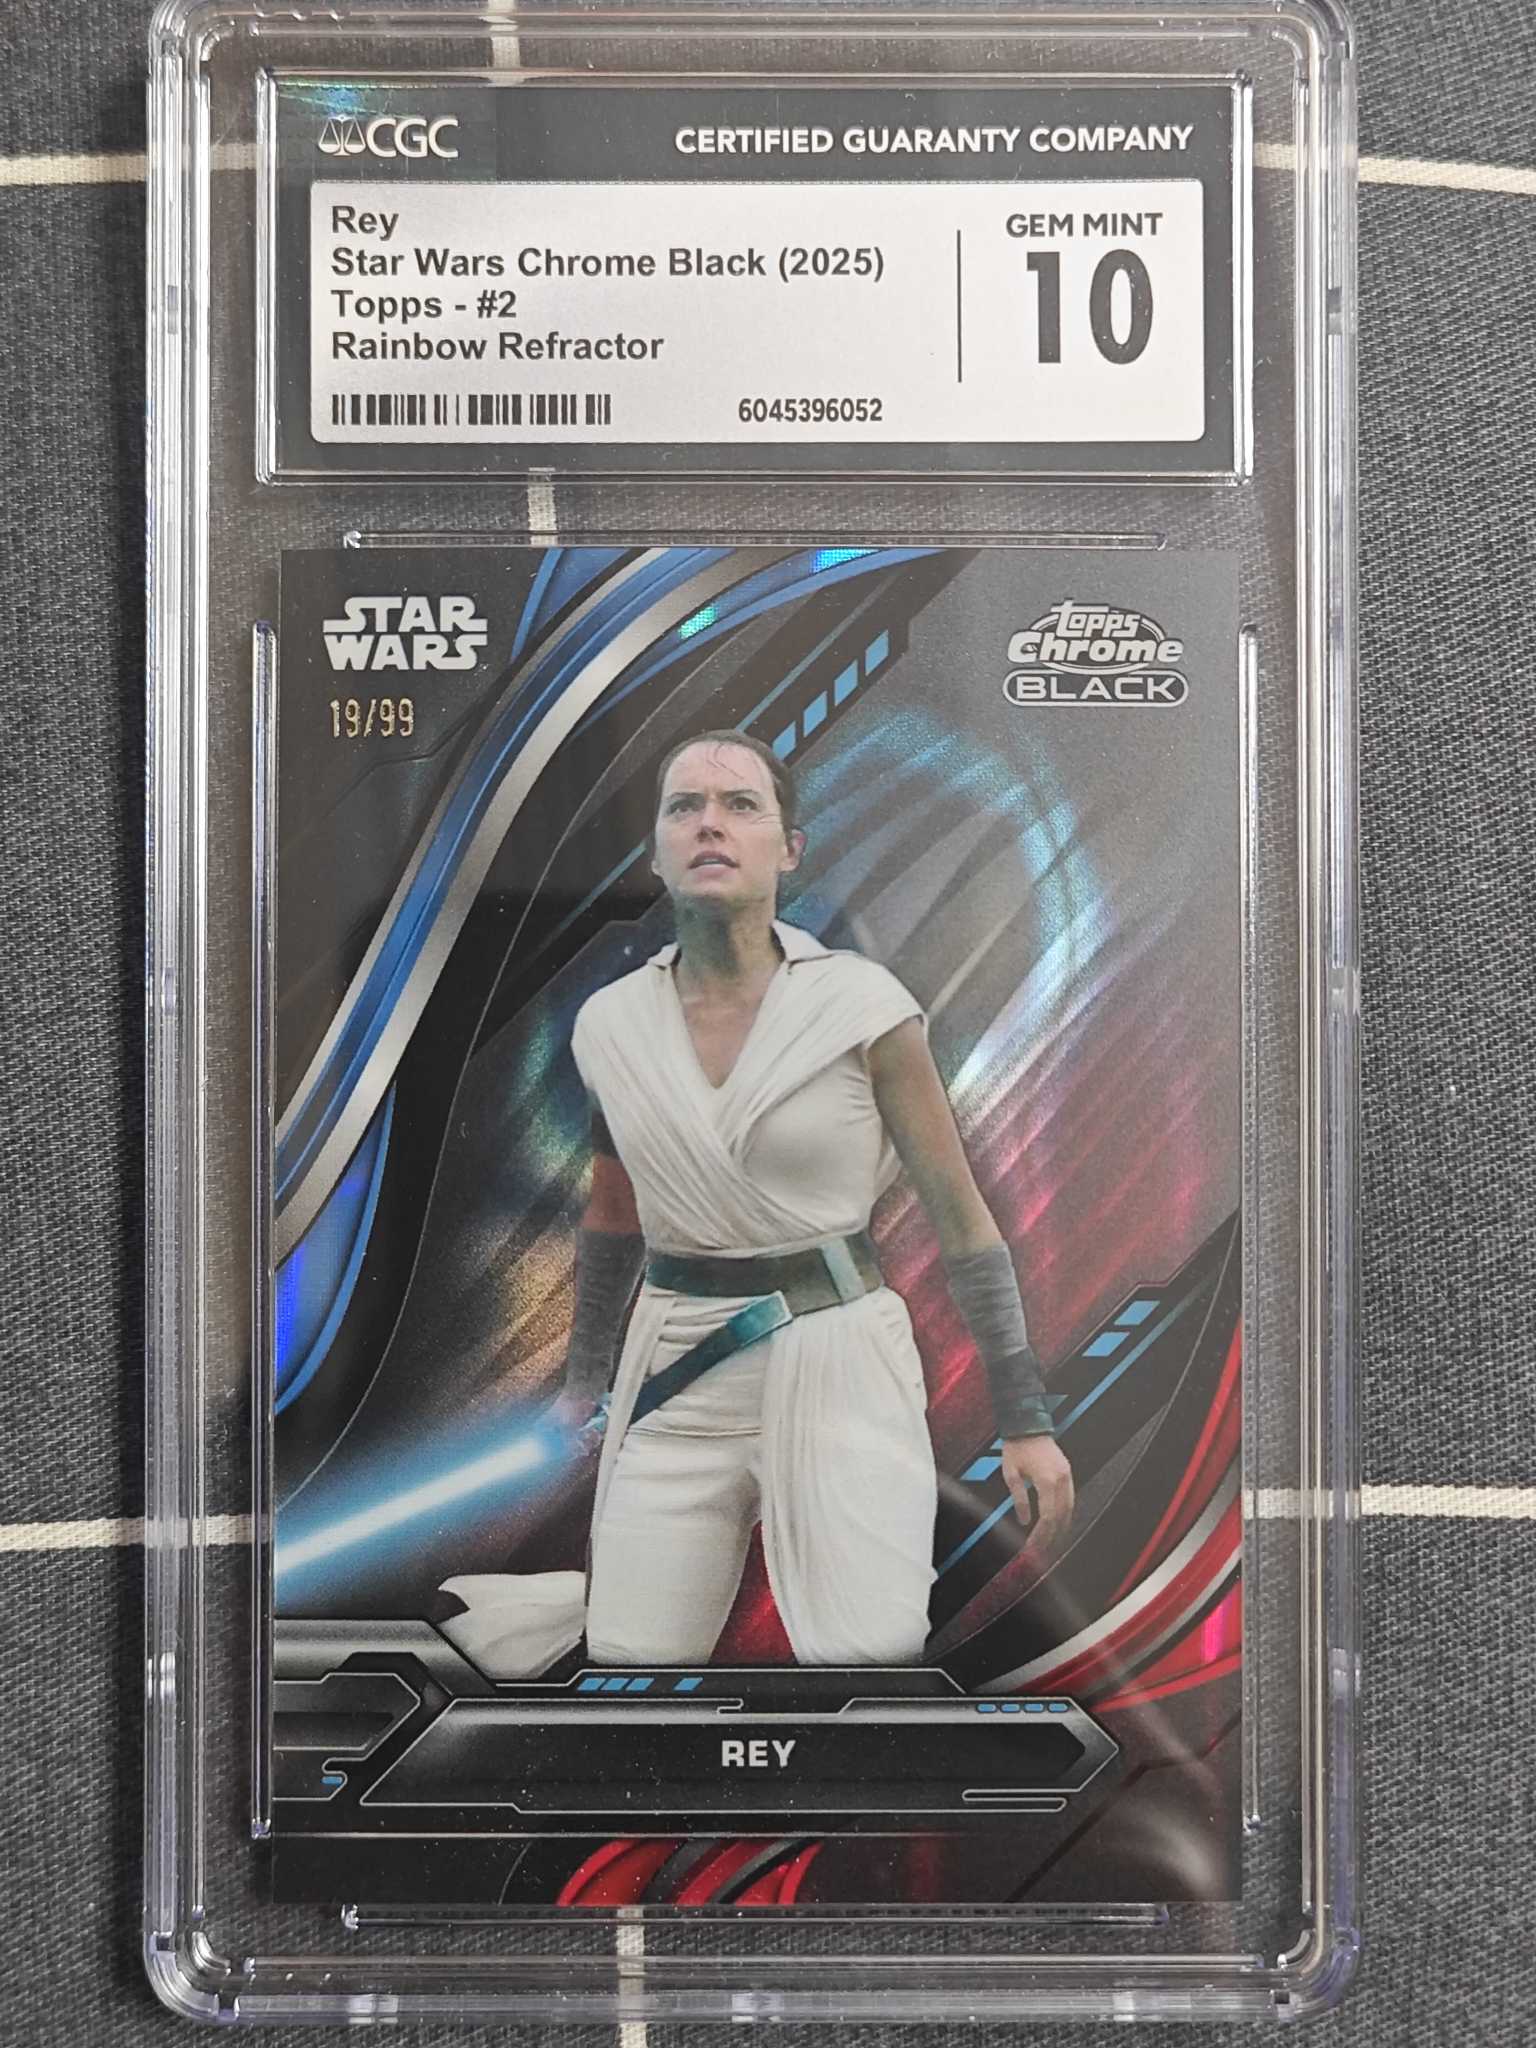 CGC
CERTIFIED GUARANTY COMPANY
Rey
Star Wars Chrome Black (2025)
Topps - #2
Rainbow Refractor
GEM MINT
10
6045396052
STAR
WARS
19/99
topps
Chrome
BLACK
REY